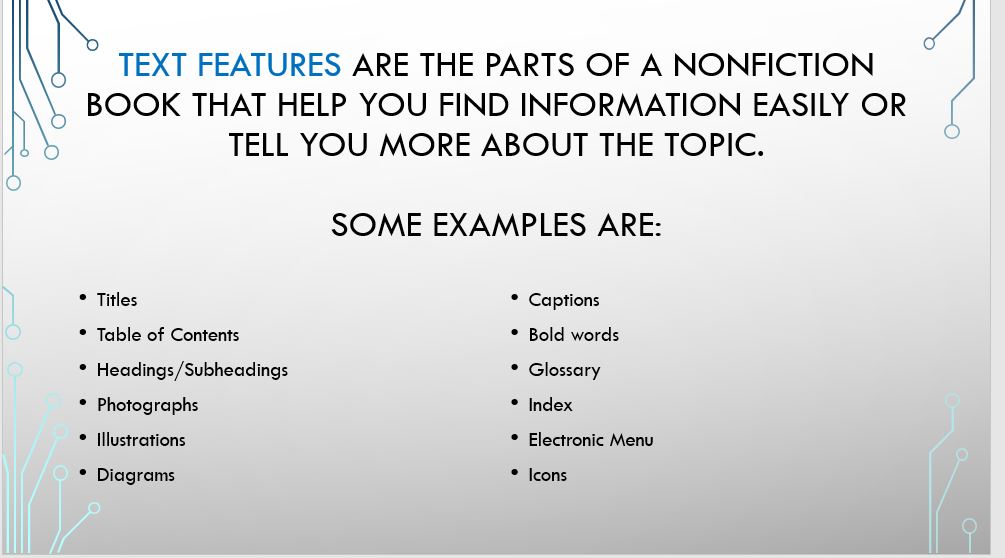 TEXT FEATURES ARE THE PARTS OF A NONFICTION
BOOK THAT HELP YOU FIND INFORMATION EASILY OR
TELL YOU MORE ABOUT THE TOPIC.
SOME EXAMPLES ARE:
• Titles
• Table of Contents
• Headings/Subheadings
• Photographs
• Illustrations
• Diagrams
• Captions
• Bold words
• Glossary
• Index
• Electronic Menu
• Icons